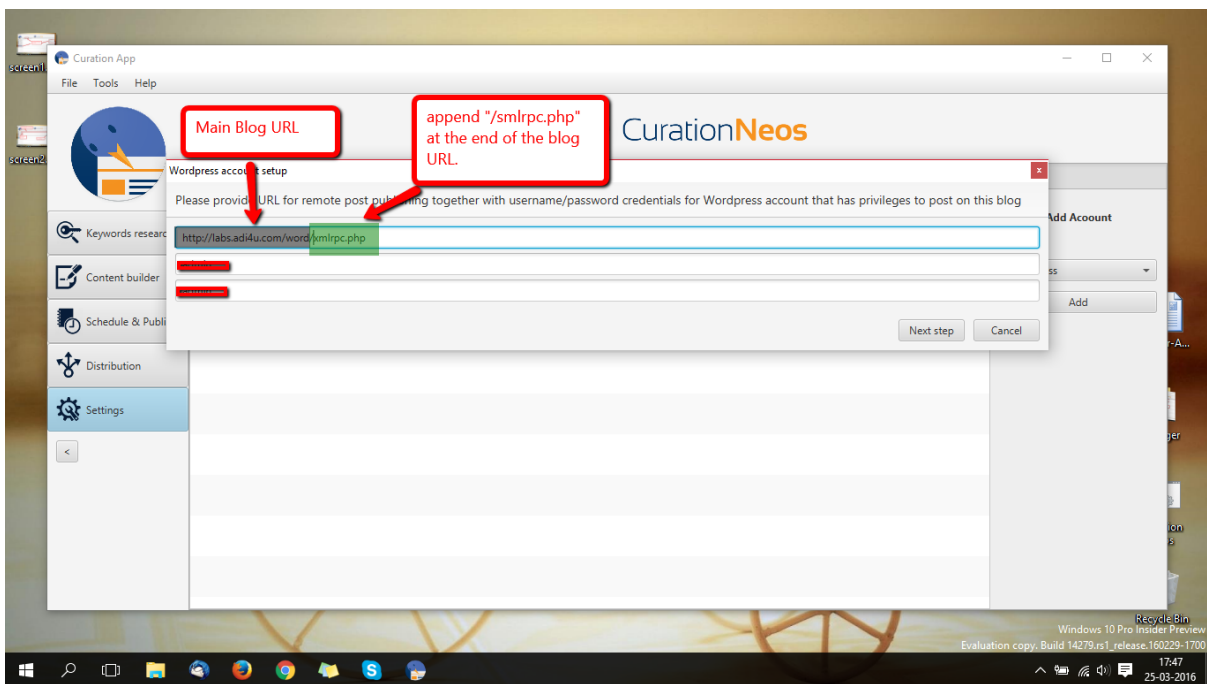 screen1
Curation App
File Tools Help
Main Blog URL
append "/smlrpc.php"
at the end of the blog
URL.
CurationNeos
screen2
Wordpress account setup
x
Please provide URL for remote post publishing together with username/password credentials for Wordpress account that has privileges to post on this blog
Add Acoount
Keywords researc
http://labs.adi4u.com/word/xmlrpc.php
Content builder
ss
Add
Schedule & Publi
Next step Cancel
r-A...
Distribution
Settings
ger
<
ion
s
Recycle Bin
Windows 10 Pro Insider Preview
Evaluation copy. Build 14279.rs1_release.160229-1700
17:47
25-03-2016